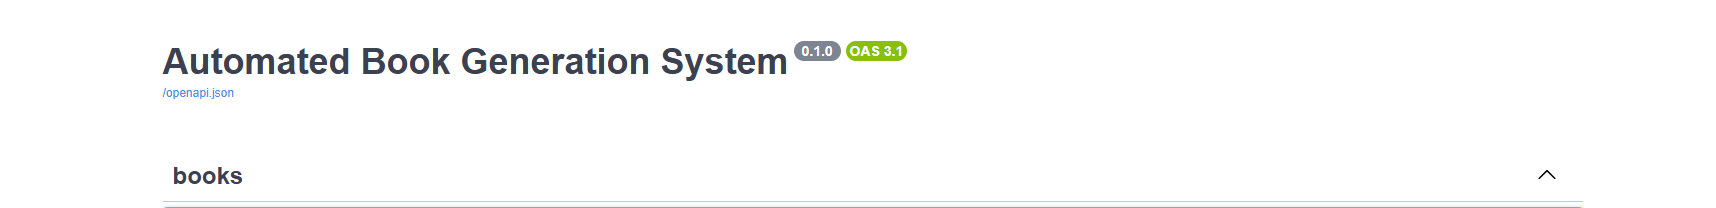 Automated Book Generation System 0.1.0 OAS 3.1
/openapi.json
books